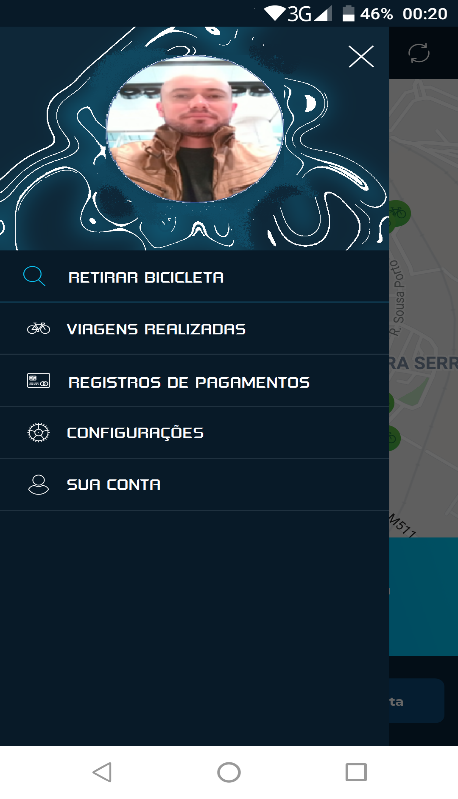 3G 46% 00:20
RETIRAR BICICLETA
VIAGENS REALIZADAS
REGISTROS DE PAGAMENTOS
CONFIGURAÇÕES
SUA CONTA
R. Sousa Porto
RA SERR
M511
ta